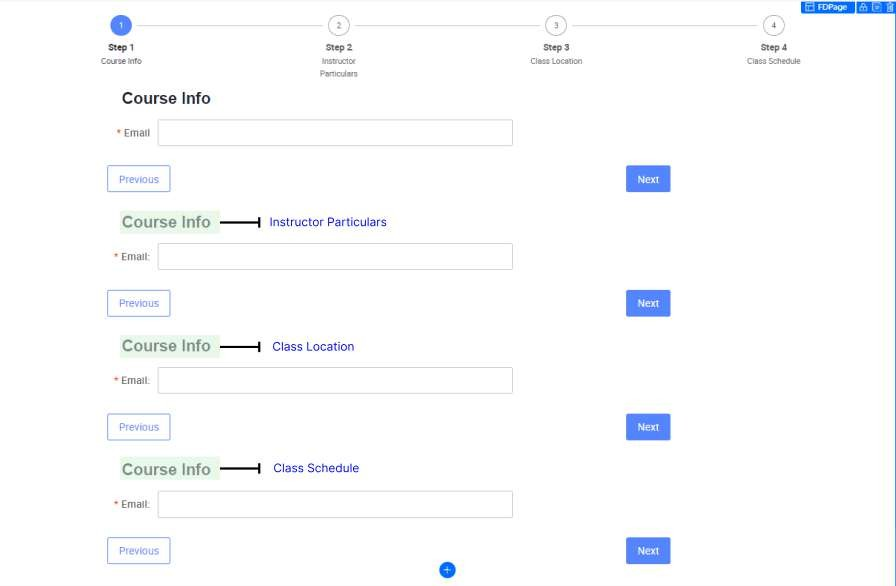 FDPage
1
2
3
4
Step 1
Step 2
Step 3
Step 4
Course Info
Instructor
Particulars
Class Location
Class Schedule
Course Info
* Email
Previous
Next
Course Info
Instructor Particulars
* Email:
Previous
Next
Course Info
Class Location
* Email:
Previous
Next
Course Info
Class Schedule
* Email:
Previous
Next
+